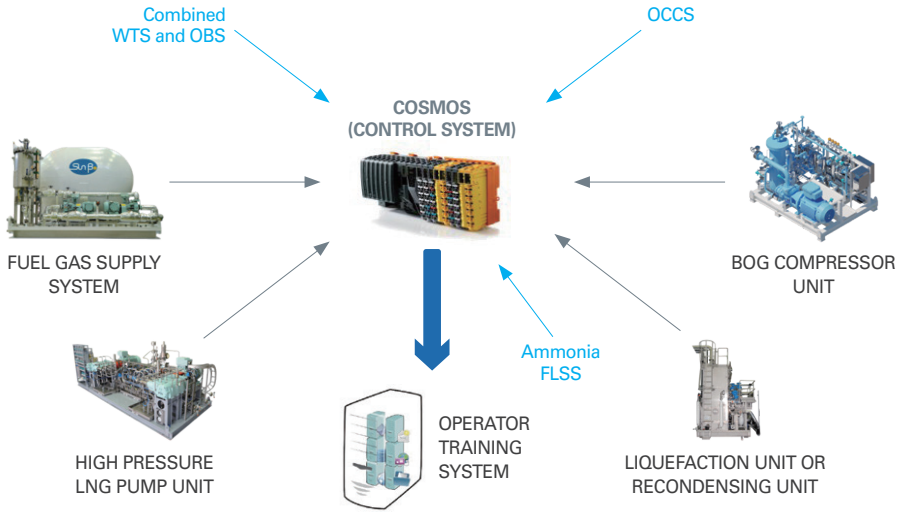 Combined
WTS and OBS
OCCS
COSMOS
(CONTROL SYSTEM)
FUEL GAS SUPPLY
SYSTEM
BOG COMPRESSOR
UNIT
Ammonia
FLSS
HIGH PRESSURE
LNG PUMP UNIT
OPERATOR
TRAINING
SYSTEM
LIQUEFACTION UNIT OR
RECONDENSING UNIT